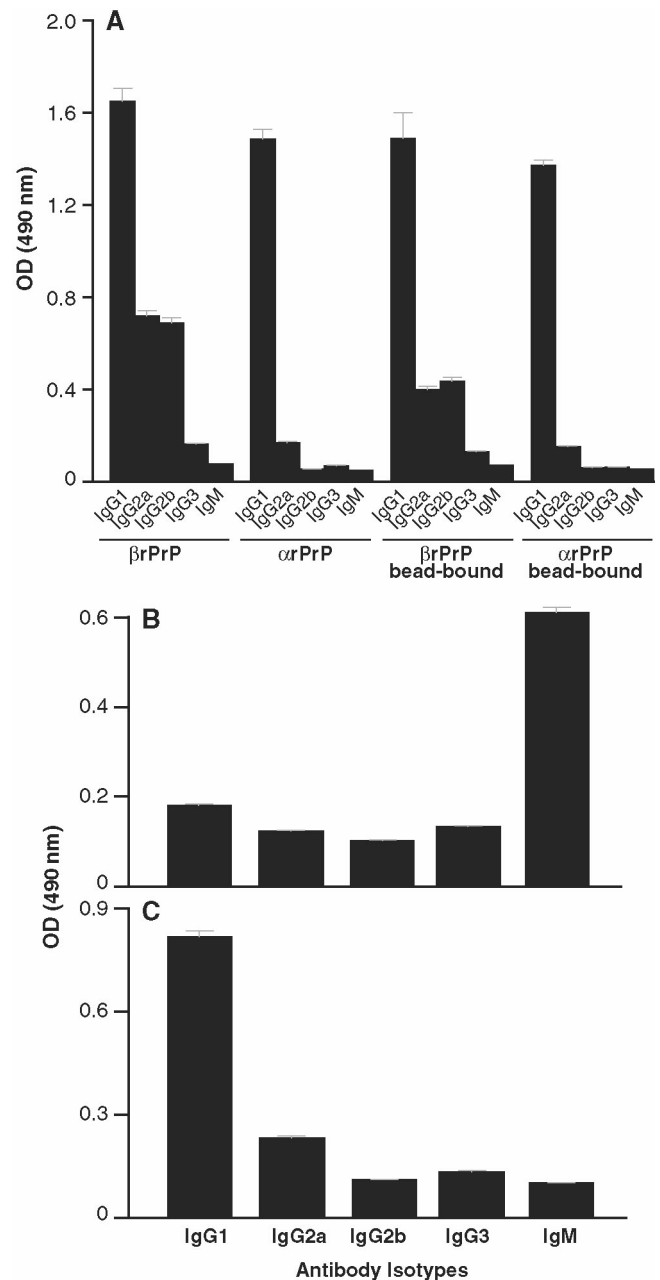 A
2.0
1.6
1.2
0.8
0.4
0
OD (490 nm)
IgG1 IgG2a IgG2b IgG3 IgM IgG1 IgG2a IgG2b IgG3 IgM IgG1 IgG2a IgG2b IgG3 IgM IgG1 IgG2a IgG2b IgG3 IgM
βrPrP αrPrP βrPrP αrPrP
bead-bound bead-bound
B
0.6
0.4
0.2
0
OD (490 nm)
C
0.9
0.6
0.3
0
IgG1 IgG2a IgG2b IgG3 IgM
Antibody Isotypes